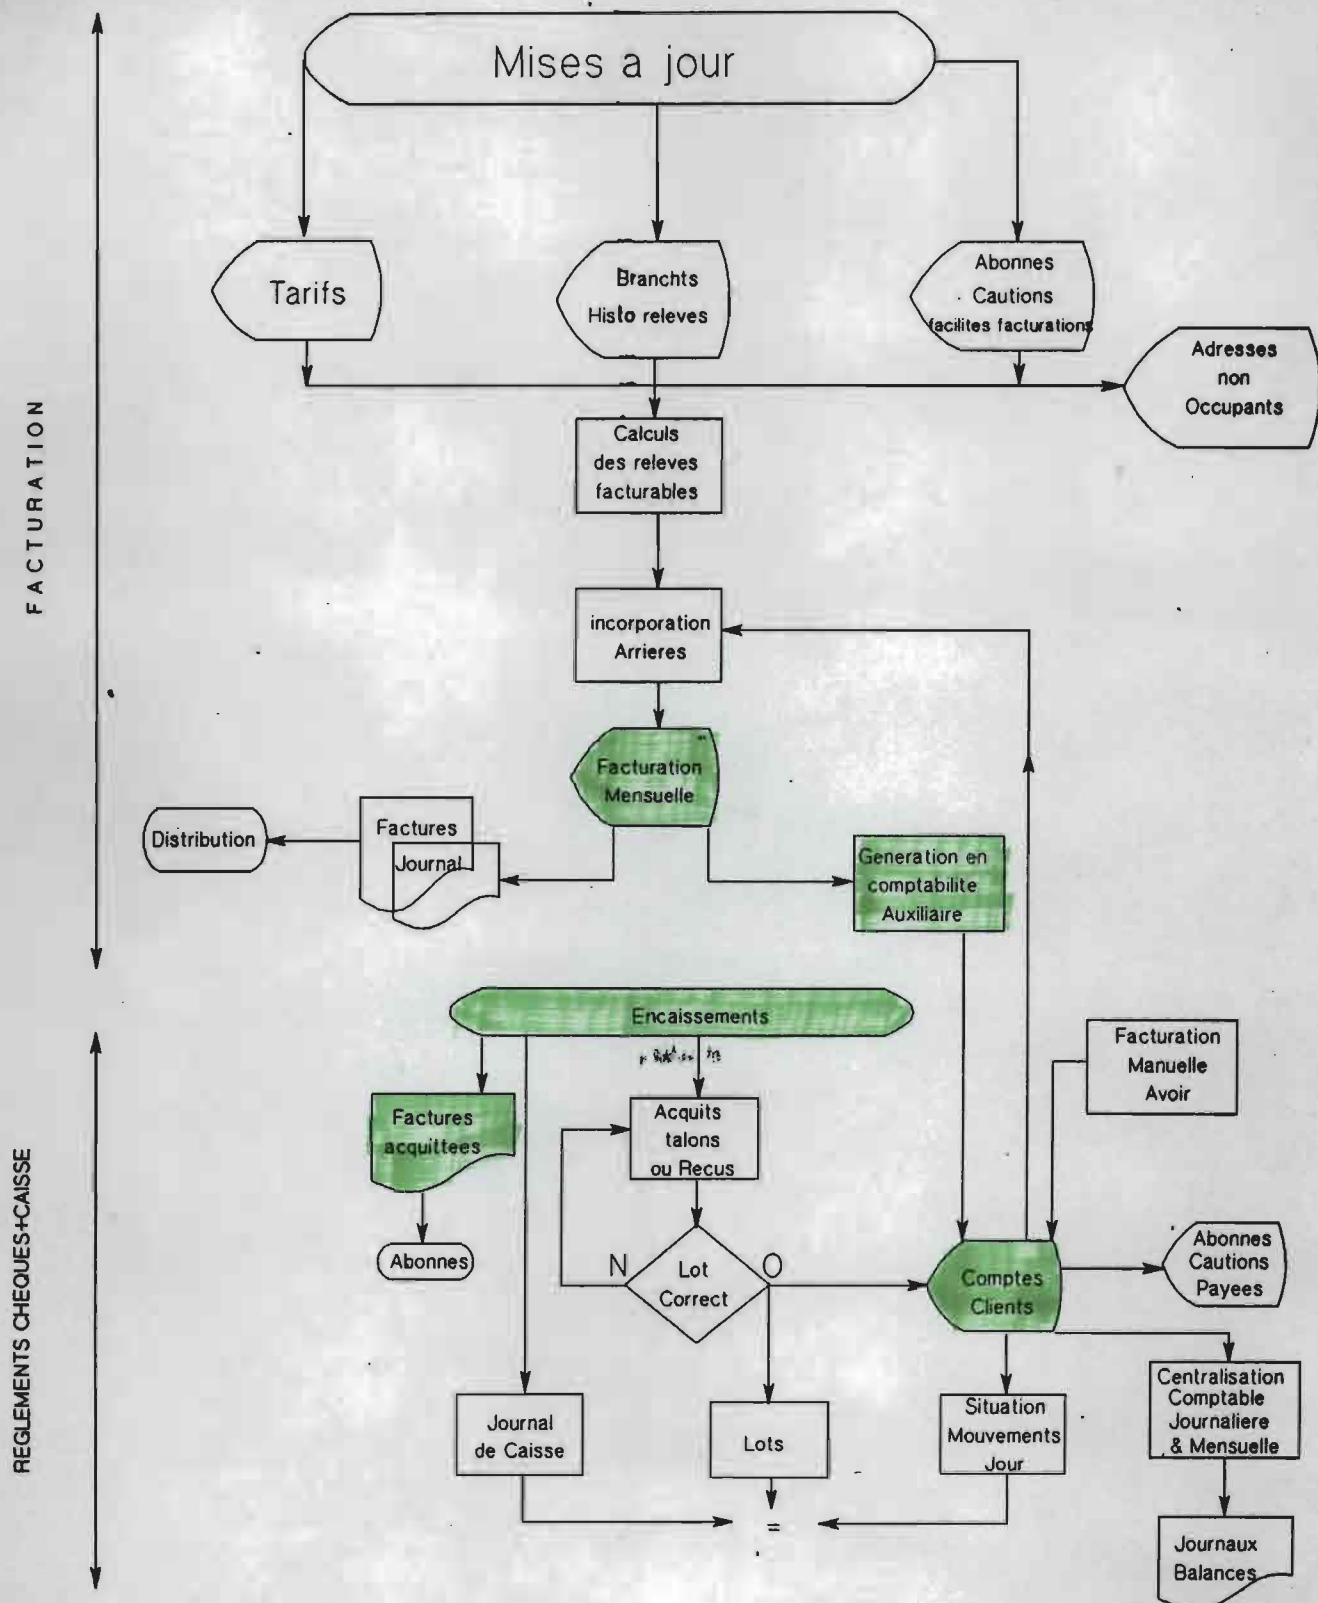 Mises a jour
Tarifs
Branchts
Histo releves
Abonnes
Cautions
facilites facturations
Adresses
non
Occupants
FACTURATION
Calculs
des releves
facturables
incorporation
Arrieres
Facturation
Mensuelle
Distribution
Factures
Journal
Generation en
comptabilite
Auxiliaire
Encaissements
Facturation
Manuelle
Avoir
REGLEMENTS CHEQUES+CAISSE
Factures
acquittees
Acquits
talons
ou Recus
Abonnes
N
O
Lot
Correct
Comptes
Clients
Abonnes
Cautions
Payees
Journal
de Caisse
Lots
Situation
Mouvements
Jour
Centralisation
Comptable
Journaliere
& Mensuelle
=
Journaux
Balances